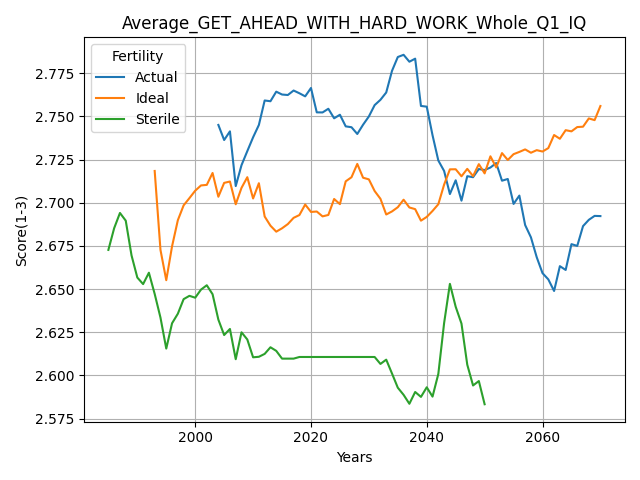 Average_GET_AHEAD_WITH_HARD_WORK_Whole_Q1_IQ
Fertility
Actual
Ideal
Sterile
2.775
2.750
2.725
2.700
2.675
2.650
2.625
2.600
2.575
Score(1-3)
2000
2020
2040
2060
Years